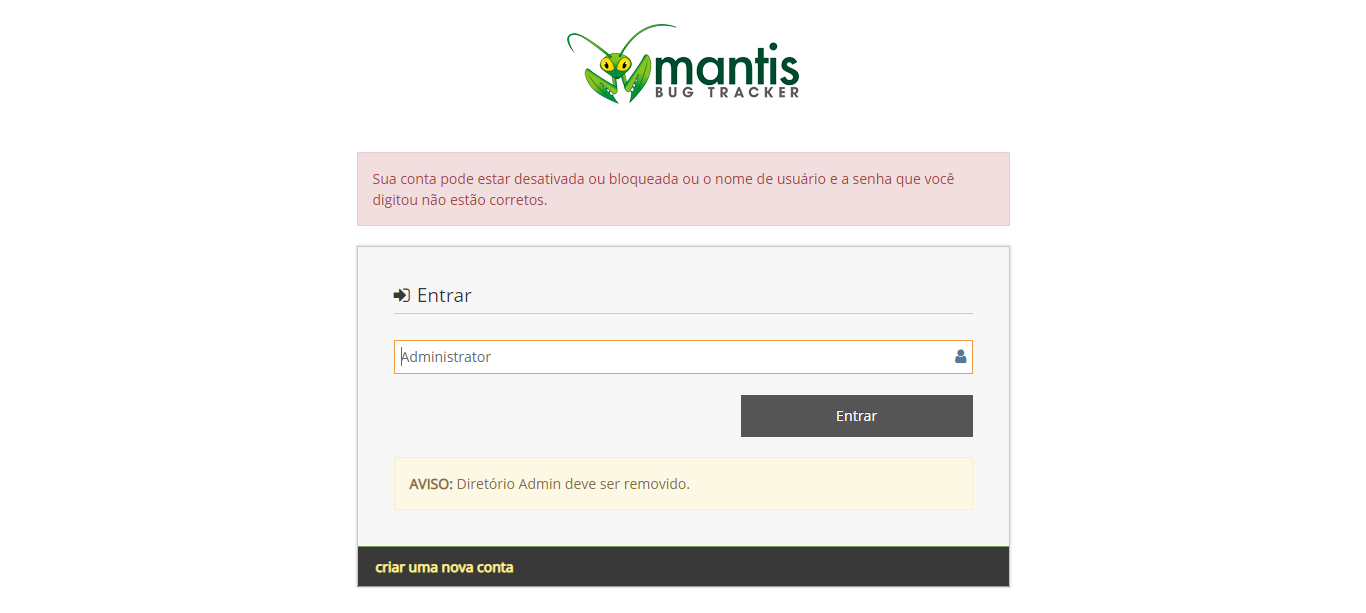 mantis
BUG TRACKER
Sua conta pode estar desativada ou bloqueada ou o nome de usuário e a senha que você
digitou não estão corretos.
Entrar
Administrator
Entrar
AVISO: Diretório Admin deve ser removido.
criar uma nova conta